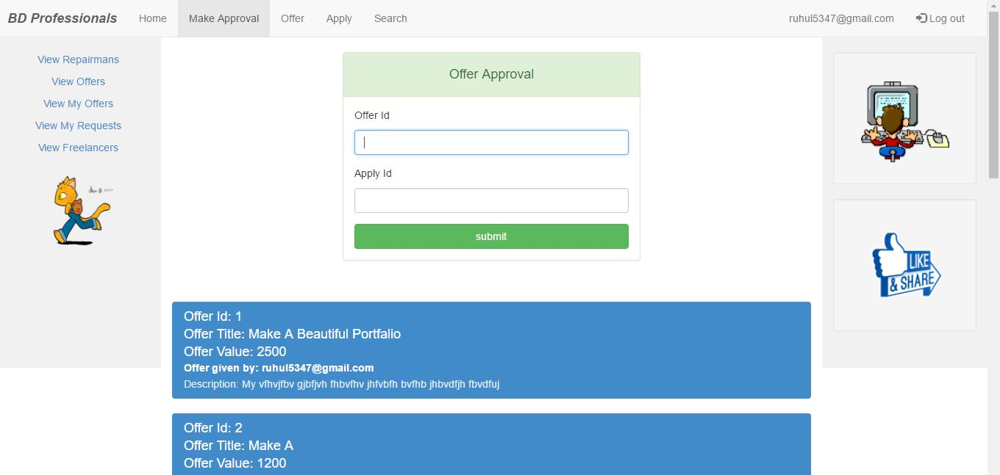 BD Professionals Home Make Approval Offer Apply Search ruhul5347@gmail.com Log out
View Repairmans
View Offers
View My Offers
View My Requests
View Freelancers
Offer Approval
Offer Id
Apply Id
submit
LIKE
& SHARE
Offer Id: 1
Offer Title: Make A Beautiful Portfalio
Offer Value: 2500
Offer given by: ruhul5347@gmail.com
Description: My vfhvjfbv gjbfjvh fhbvfhv jhfvbfh bvfhb jhbvdfjh fbvdfuj
Offer Id: 2
Offer Title: Make A
Offer Value: 1200